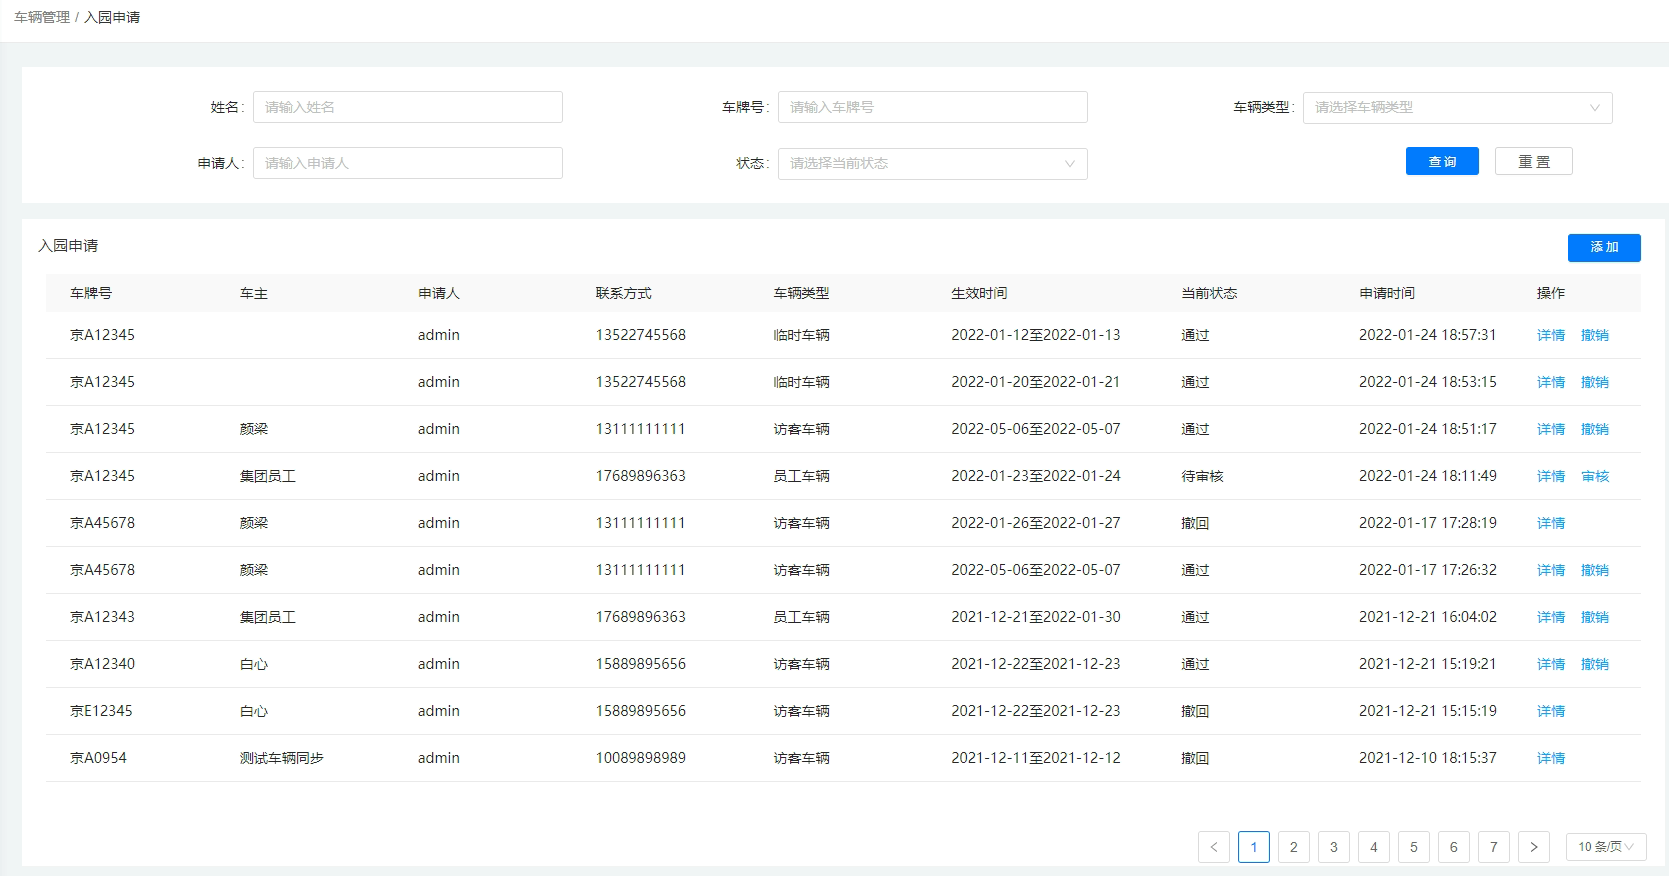 车辆管理 / 入园申请
姓名: 请输入姓名 车牌号: 请输入车牌号 车辆类型: 请选择车辆类型
申请人: 请输入申请人 状态: 请选择当前状态 查 询 重 置
入园申请 添 加
车牌号 车主 申请人 联系方式 车辆类型 生效时间 当前状态 申请时间 操作
京A12345 admin 13522745568 临时车辆 2022-01-12至2022-01-13 通过 2022-01-24 18:57:31 详情 撤销
京A12345 admin 13522745568 临时车辆 2022-01-20至2022-01-21 通过 2022-01-24 18:53:15 详情 撤销
京A12345 颜梁 admin 13111111111 访客车辆 2022-05-06至2022-05-07 通过 2022-01-24 18:51:17 详情 撤销
京A12345 集团员工 admin 17689896363 员工车辆 2022-01-23至2022-01-24 待审核 2022-01-24 18:11:49 详情 审核
京A45678 颜梁 admin 13111111111 访客车辆 2022-01-26至2022-01-27 撤回 2022-01-17 17:28:19 详情
京A45678 颜梁 admin 13111111111 访客车辆 2022-05-06至2022-05-07 通过 2022-01-17 17:26:32 详情 撤销
京A12343 集团员工 admin 17689896363 员工车辆 2021-12-21至2022-01-30 通过 2021-12-21 16:04:02 详情 撤销
京A12340 白心 admin 15889895656 访客车辆 2021-12-22至2021-12-23 通过 2021-12-21 15:19:21 详情 撤销
京E12345 白心 admin 15889895656 访客车辆 2021-12-22至2021-12-23 撤回 2021-12-21 15:15:19 详情
京A0954 测试车辆同步 admin 10089898989 访客车辆 2021-12-11至2021-12-12 撤回 2021-12-10 18:15:37 详情
< 1 2 3 4 5 6 7 > 10 条/页